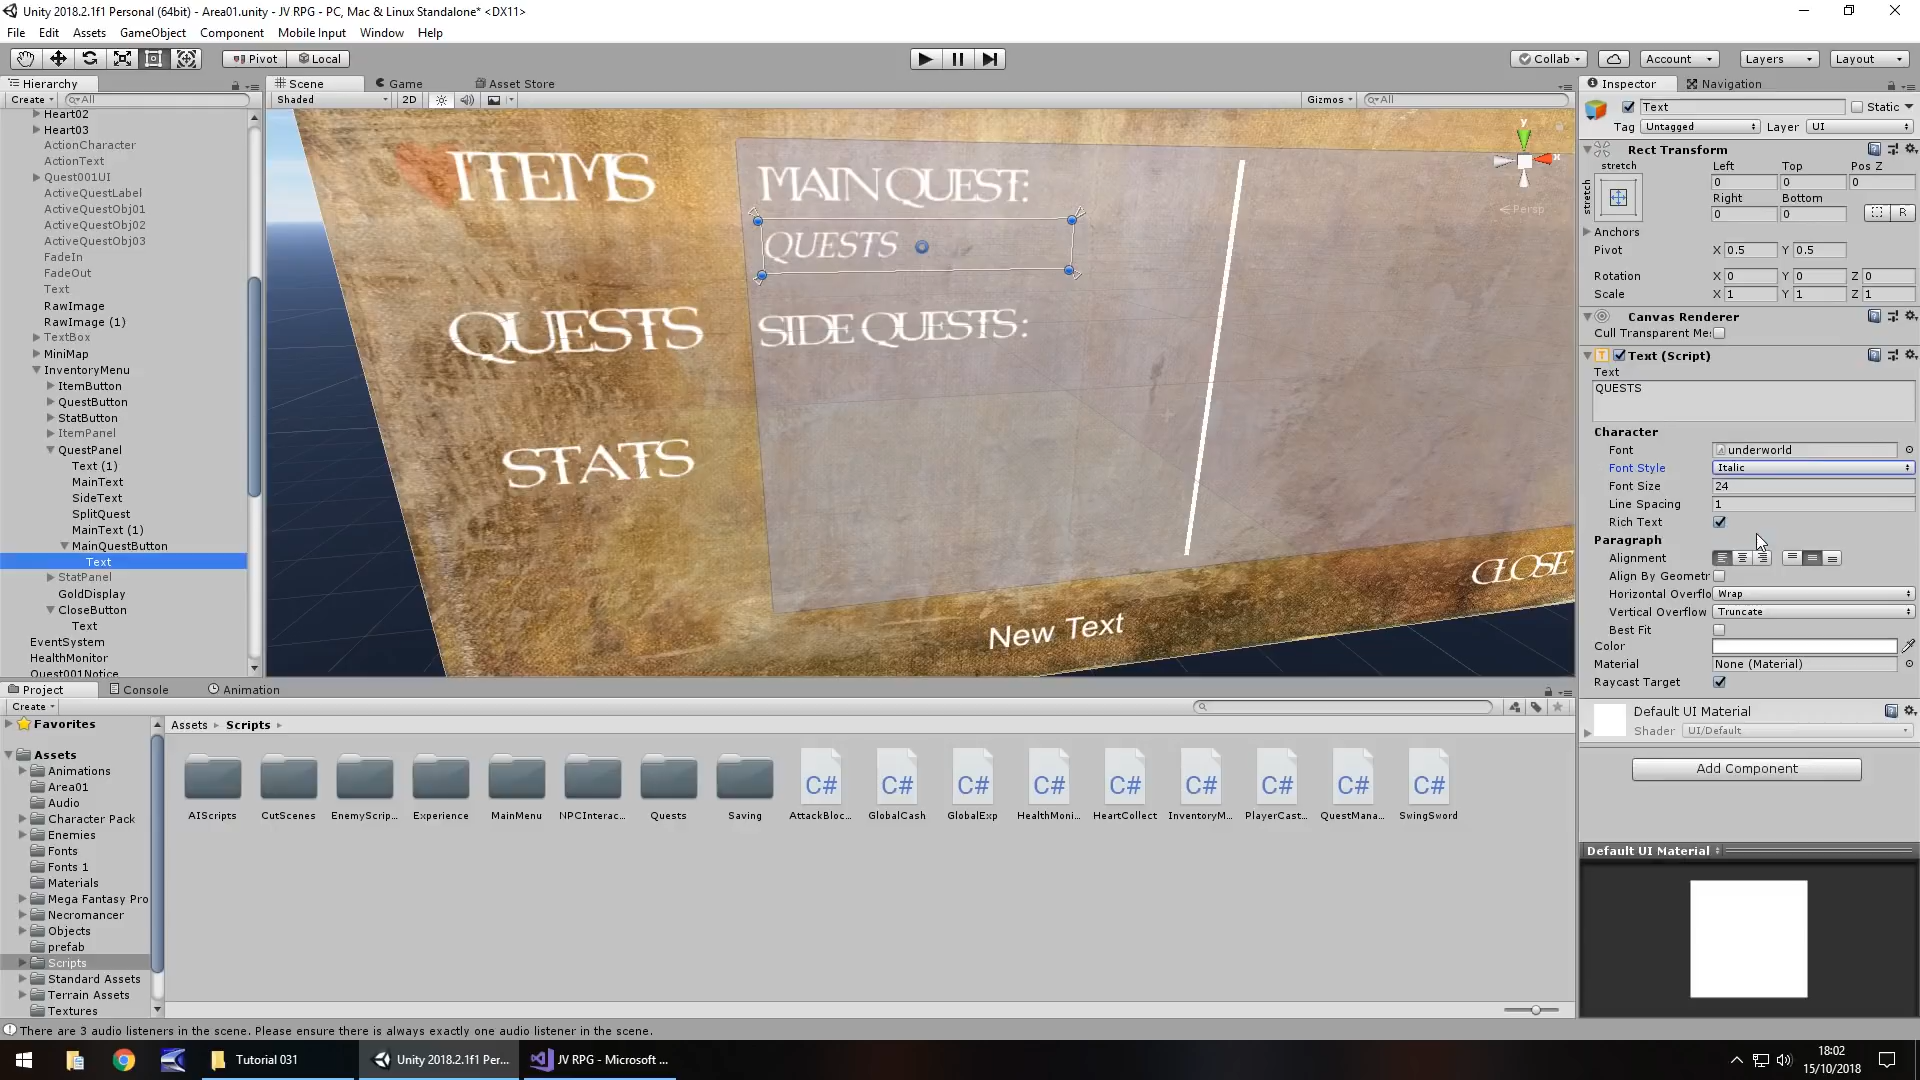 Unity 2018.2.1f1 Personal (64bit) - Area01.unity - JV RPG - PC, Mac & Linux Standalone* <DX11>
File Edit Assets GameObject Component Mobile Input Window Help
Pivot Local Collab Account Layers Layout
Hierarchy
Create All
Heart02
Heart03
ActionCharacter
ActionText
Quest001UI
ActiveQuestLabel
ActiveQuestObj01
ActiveQuestObj02
ActiveQuestObj03
FadeIn
FadeOut
Text
RawImage
RawImage (1)
TextBox
MiniMap
InventoryMenu
ItemButton
QuestButton
StatButton
ItemPanel
QuestPanel
Text (1)
MainText
SideText
SplitQuest
MainText (1)
MainQuestButton
Text
StatPanel
GoldDisplay
CloseButton
Text
EventSystem
HealthMonitor
Quest001Notice
Scene Game Asset Store
Shaded 2D Gizmos All
ITEMS
QUESTS
STATS
MAIN QUEST:
QUESTS
SIDE QUESTS:
New Text
CLOSE
y
x
Persp
Inspector Navigation
Text Static
Tag Untagged Layer UI
Rect Transform
stretch Left Top Pos Z
stretch 0 0 0
Right Bottom
0 0 R
Anchors
Pivot X 0.5 Y 0.5
Rotation X 0 Y 0 Z 0
Scale X 1 Y 1 Z 1
Canvas Renderer
Cull Transparent Me:
Text (Script)
Text
QUESTS
Character
Font underworld
Font Style Italic
Font Size 24
Line Spacing 1
Rich Text
Paragraph
Alignment
Align By Geometr
Horizontal Overflo Wrap
Vertical Overflow Truncate
Best Fit
Color
Material None (Material)
Raycast Target
Default UI Material
Shader UI/Default
Add Component
Default UI Material
Project Console Animation
Create
Favorites
Assets
Animations
Area01
Audio
Character Pack
Enemies
Fonts
Fonts 1
Materials
Mega Fantasy Pro
Necromancer
Objects
prefab
Scripts
Standard Assets
Terrain Assets
Textures
Assets Scripts
C# C# C# C# C# C# C# C# C#
AIScripts CutScenes EnemyScrip... Experience MainMenu NPCInterac... Quests Saving AttackBloc... GlobalCash GlobalExp HealthMoni... HeartCollect InventoryM... PlayerCast... QuestMana... SwingSword
There are 3 audio listeners in the scene. Please ensure there is always exactly one audio listener in the scene.
Tutorial 031 Unity 2018.2.1f1 Per... JV RPG - Microsoft ...
18:02
15/10/2018